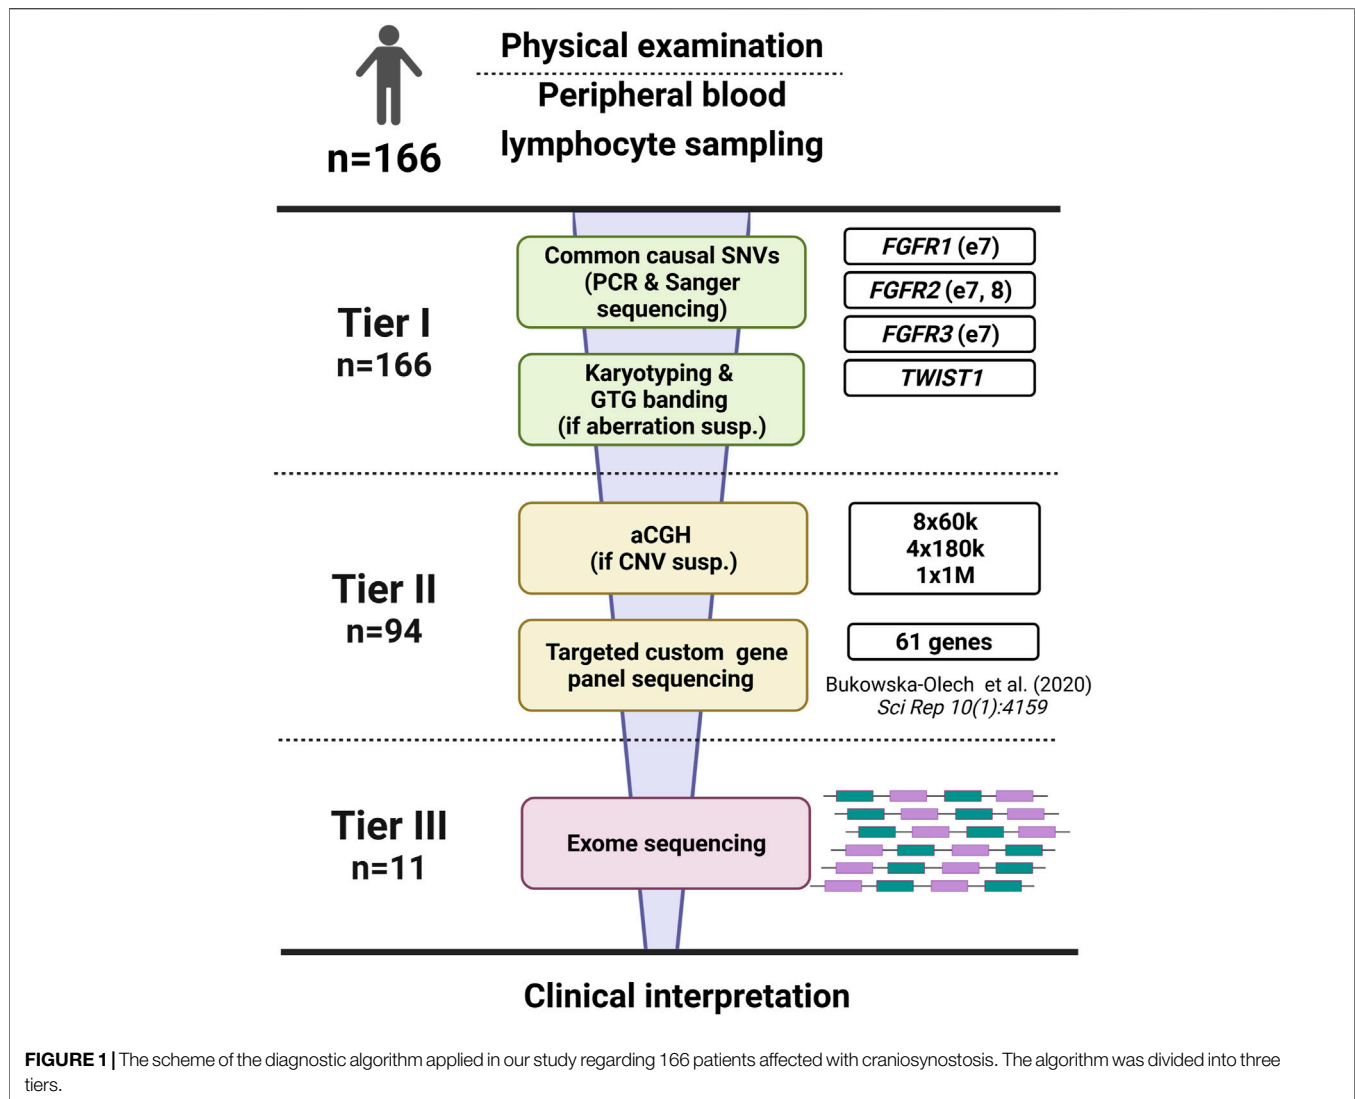 Physical examination
Peripheral blood
lymphocyte sampling
n=166
Tier I
n=166
Common causal SNVs
(PCR & Sanger
sequencing)
Karyotyping &
GTG banding
(if aberration susp.)
FGFR1 (e7)
FGFR2 (e7, 8)
FGFR3 (e7)
TWIST1
Tier II
n=94
aCGH
(if CNV susp.)
8x60k
4x180k
1x1M
Targeted custom gene
panel sequencing
61 genes
Bukowska-Olech et al. (2020)
Sci Rep 10(1):4159
Tier III
n=11
Exome sequencing
Clinical interpretation
FIGURE 1 | The scheme of the diagnostic algorithm applied in our study regarding 166 patients affected with craniosynostosis. The algorithm was divided into three
tiers.